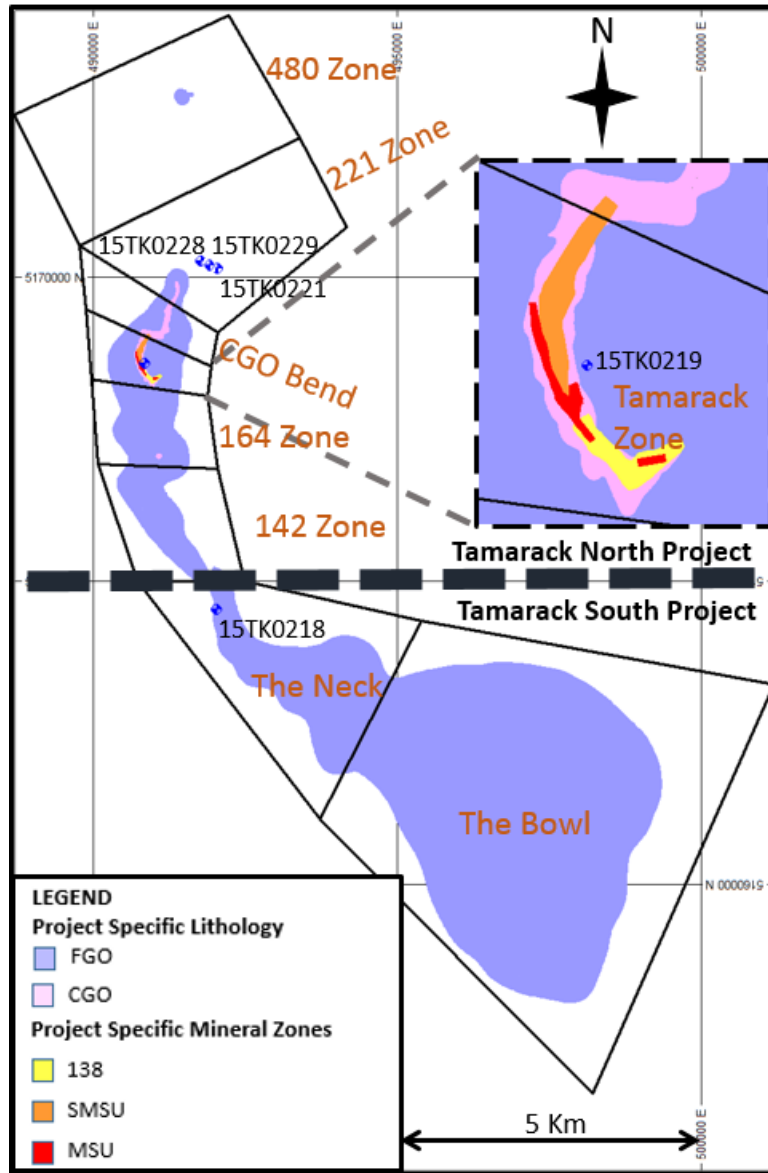 490000 E
495000 E
500000 E
N
480 Zone
221 Zone
15TK0228
15TK0229
15TK0221
5170000 N
CGO Bend
15TK0219
Tamarack
Zone
164 Zone
142 Zone
Tamarack North Project
Tamarack South Project
15TK0218
The Neck
The Bowl
5160000 N
LEGEND
Project Specific Lithology
FGO
CGO
Project Specific Mineral Zones
138
SMSU
MSU
5 Km
500000 E